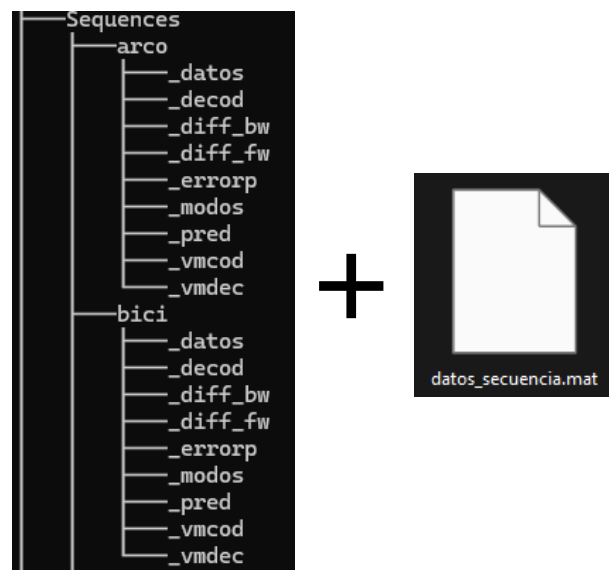 Sequences
arco
_datos
_decod
_diff_bw
_diff_fw
_errorp
_modos
_pred
_vmcod
_vmdec
bici
_datos
_decod
_diff_bw
_diff_fw
_errorp
_modos
_pred
_vmcod
_vmdec
+
datos_secuencia.mat